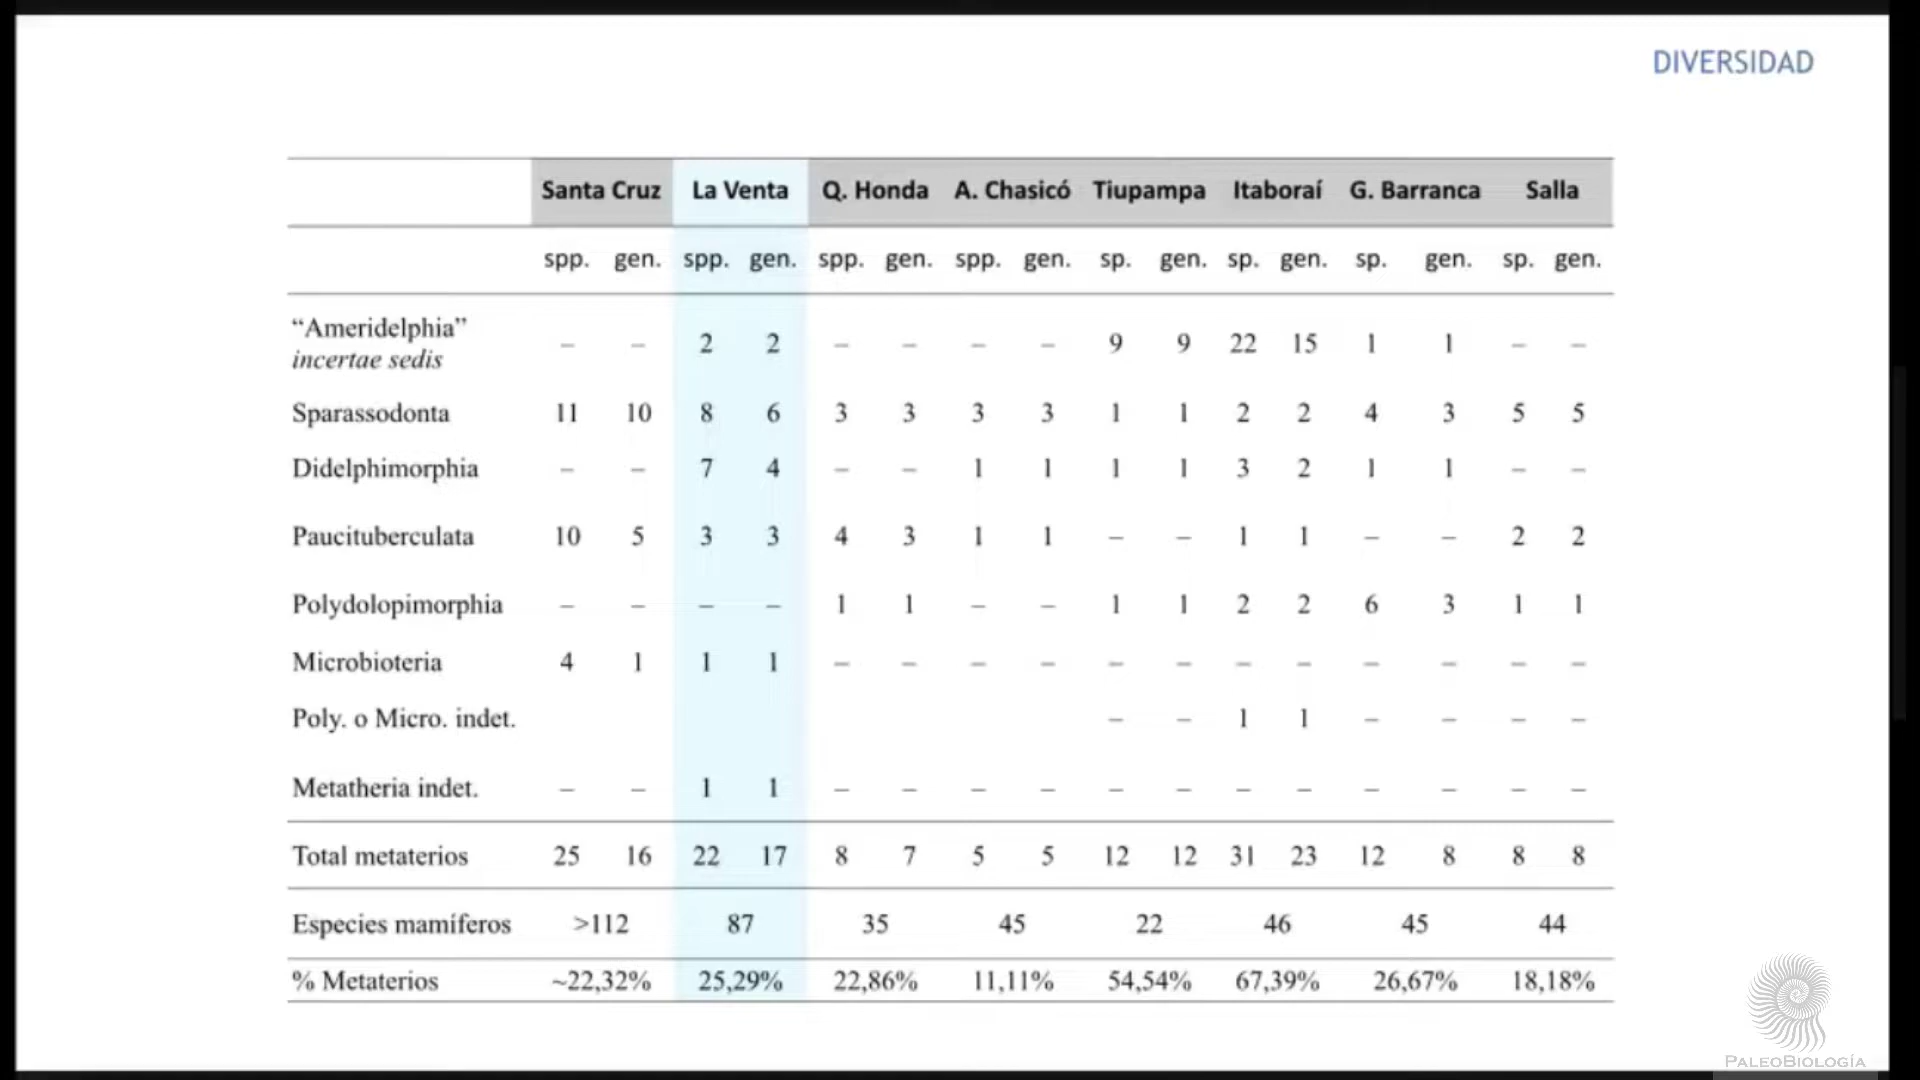 DIVERSIDAD
Santa Cruz La Venta Q. Honda A. Chasicó Tiupampa Itaboraí G. Barranca Salla
spp. gen. spp. gen. spp. gen. spp. gen. sp. gen. sp. gen. sp. gen. sp. gen.
“Ameridelphia”
incertae sedis – – 2 2 – – – – 9 9 22 15 1 1 – –
Sparassodonta 11 10 8 6 3 3 3 3 1 1 2 2 4 3 5 5
Didelphimorphia – – 7 4 – – 1 1 1 1 3 2 1 1 – –
Paucituberculata 10 5 3 3 4 3 1 1 – – 1 1 – – 2 2
Polydolopimorphia – – – – 1 1 – – 1 1 2 2 6 3 1 1
Microbioteria 4 1 1 1 – – – – – – – – – – – –
Poly. o Micro. indet. – – 1 1 – – – –
Metatheria indet. – – 1 1 – – – – – – – – – – – –
Total metaterios 25 16 22 17 8 7 5 5 12 12 31 23 12 8 8 8
Especies mamíferos >112 87 35 45 22 46 45 44
% Metaterios ~22,32% 25,29% 22,86% 11,11% 54,54% 67,39% 26,67% 18,18%
PALEOBIOLOGÍA